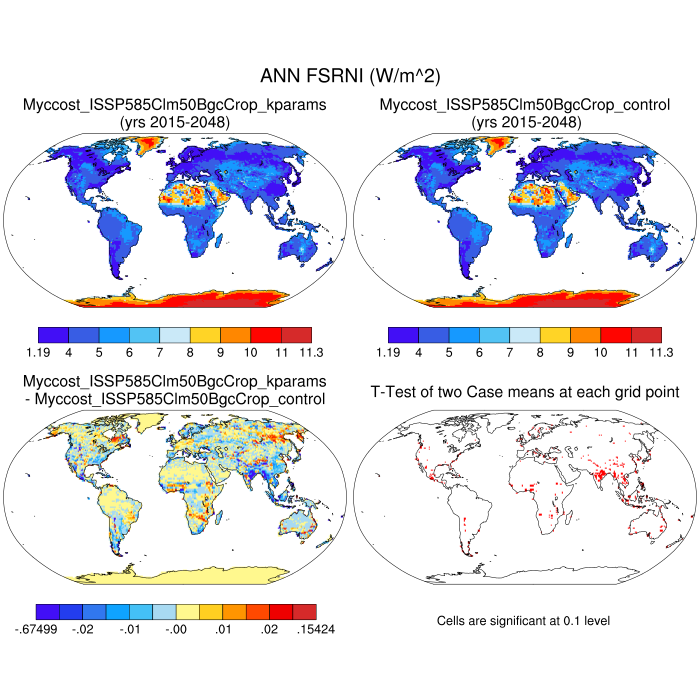 ANN FSRNI (W/m^2)
Myccost_ISSP585Clm50BgcCrop_kparams
(yrs 2015-2048)
Myccost_ISSP585Clm50BgcCrop_control
(yrs 2015-2048)
1.19 4 5 6 7 8 9 10 11 11.3
1.19 4 5 6 7 8 9 10 11 11.3
Myccost_ISSP585Clm50BgcCrop_kparams
- Myccost_ISSP585Clm50BgcCrop_control
T-Test of two Case means at each grid point
-.67499 -.02 -.01 -.00 .01 .02 .15424
Cells are significant at 0.1 level